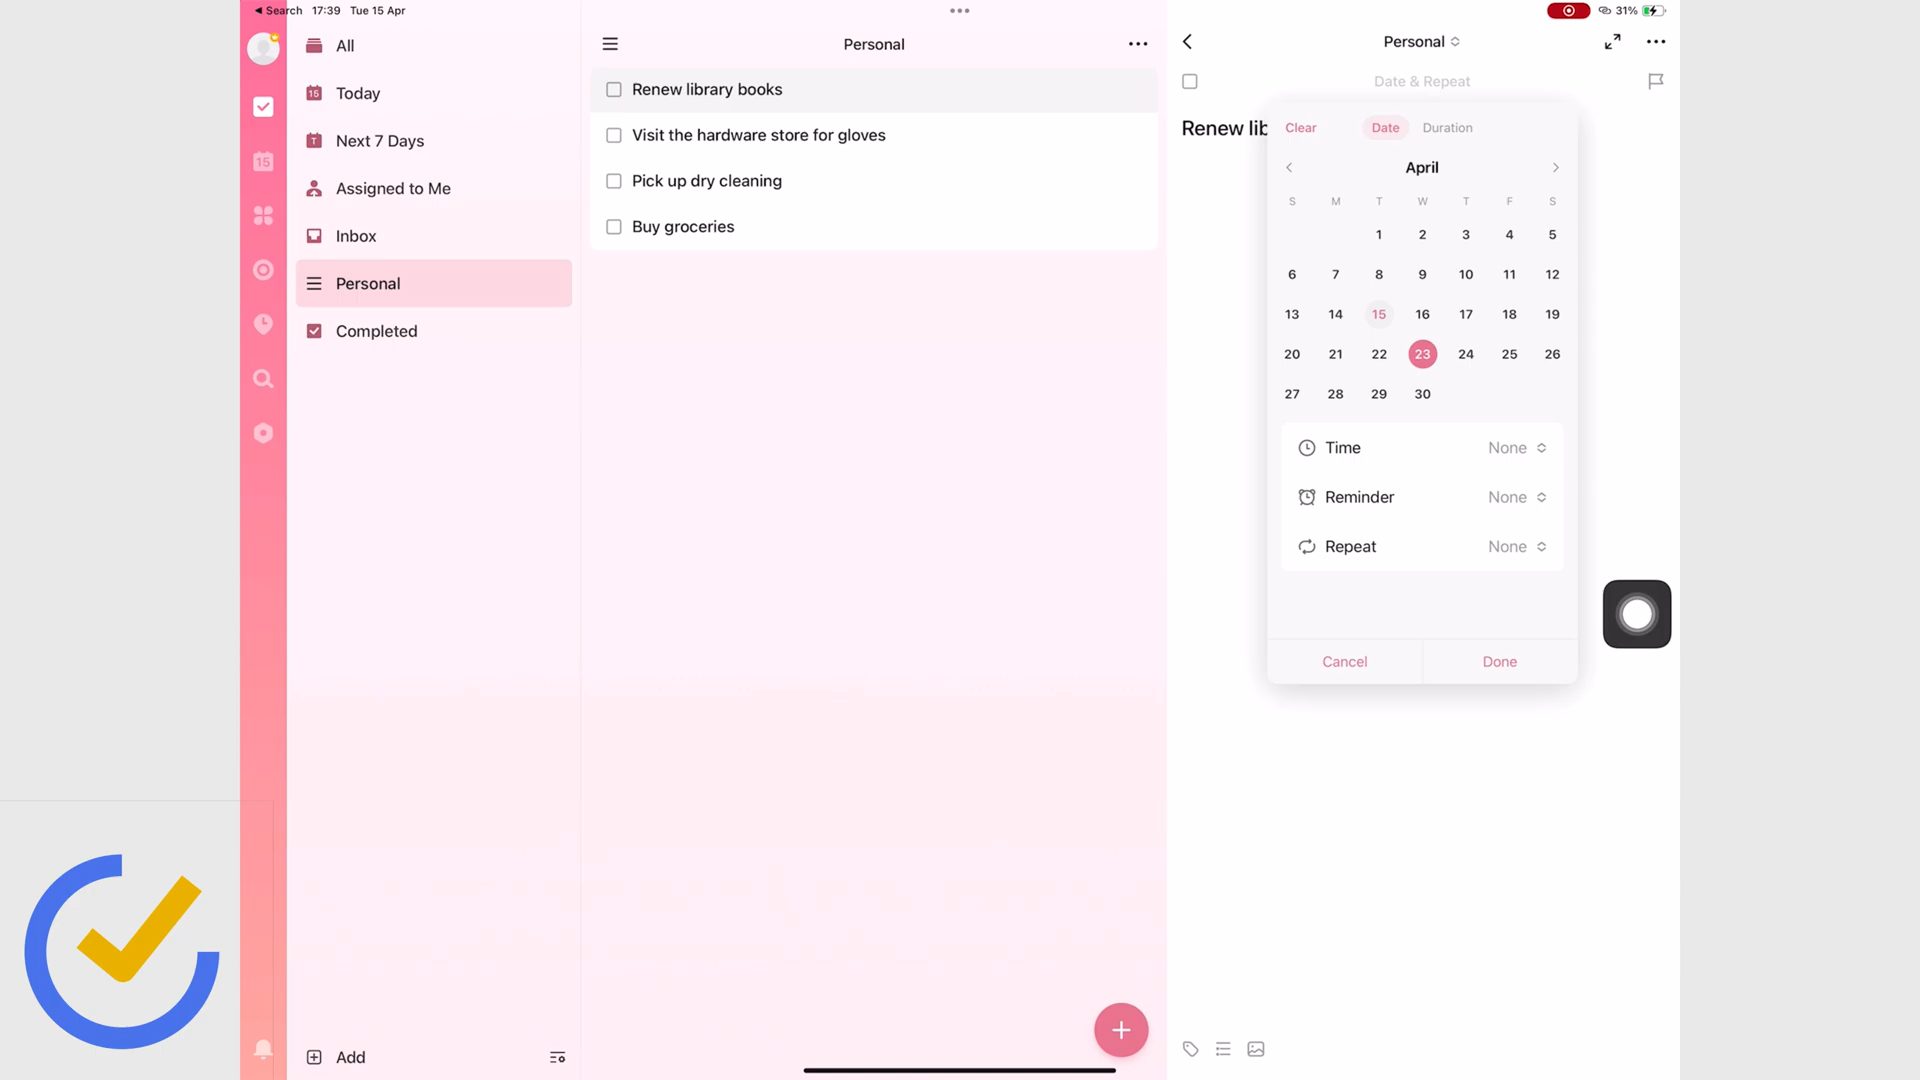 ◀ Search 17:39 Tue 15 Apr
31%
All
15 Today
T Next 7 Days
Assigned to Me
Inbox
Personal
Completed
Add
15
Personal
Renew library books
Visit the hardware store for gloves
Pick up dry cleaning
Buy groceries
Personal
Date & Repeat
Renew lib
Clear Date Duration
April
S M T W T F S
1 2 3 4 5
6 7 8 9 10 11 12
13 14 15 16 17 18 19
20 21 22 23 24 25 26
27 28 29 30
Time None
Reminder None
Repeat None
Cancel Done